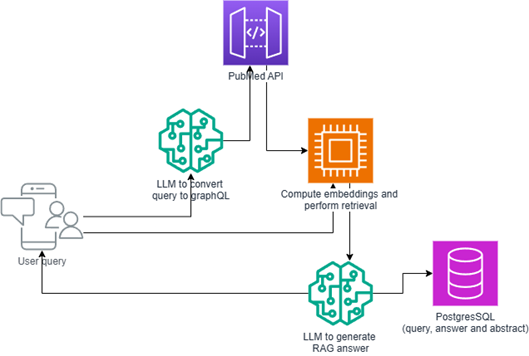 PubMed API
LLM to convert
query to graphQL
Compute embeddings and
perform retrieval
User query
LLM to generate
RAG answer
PostgresSQL
(query, answer and abstract)